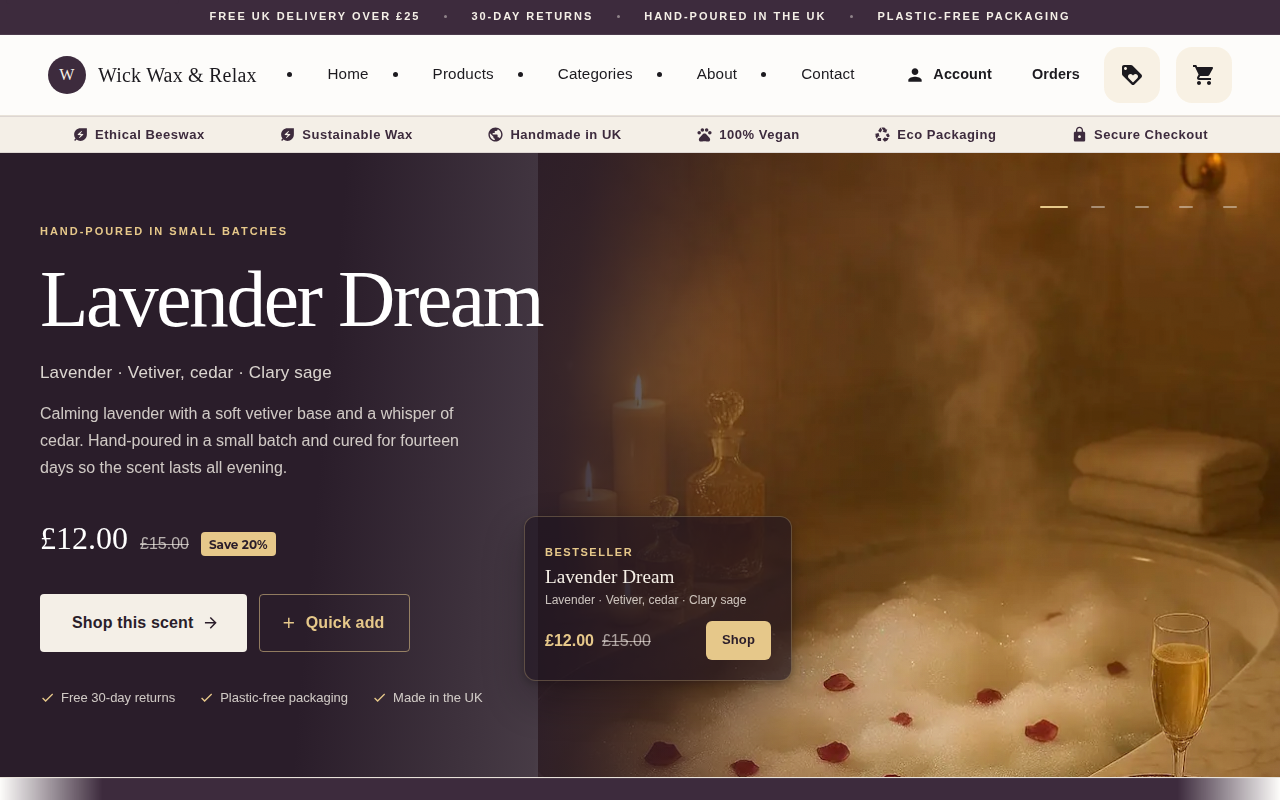 FREE UK DELIVERY OVER £25 • 30-DAY RETURNS • HAND-POURED IN THE UK • PLASTIC-FREE PACKAGING
W Wick Wax & Relax • Home • Products • Categories • About • Contact Account Orders
Ethical Beeswax Sustainable Wax Handmade in UK 100% Vegan Eco Packaging Secure Checkout
HAND-POURED IN SMALL BATCHES
Lavender Dream
Lavender · Vetiver, cedar · Clary sage
Calming lavender with a soft vetiver base and a whisper of
cedar. Hand-poured in a small batch and cured for fourteen
days so the scent lasts all evening.
£12.00 £15.00 Save 20%
Shop this scent → + Quick add
Free 30-day returns Plastic-free packaging Made in the UK
BESTSELLER
Lavender Dream
Lavender · Vetiver, cedar · Clary sage
£12.00 £15.00 Shop